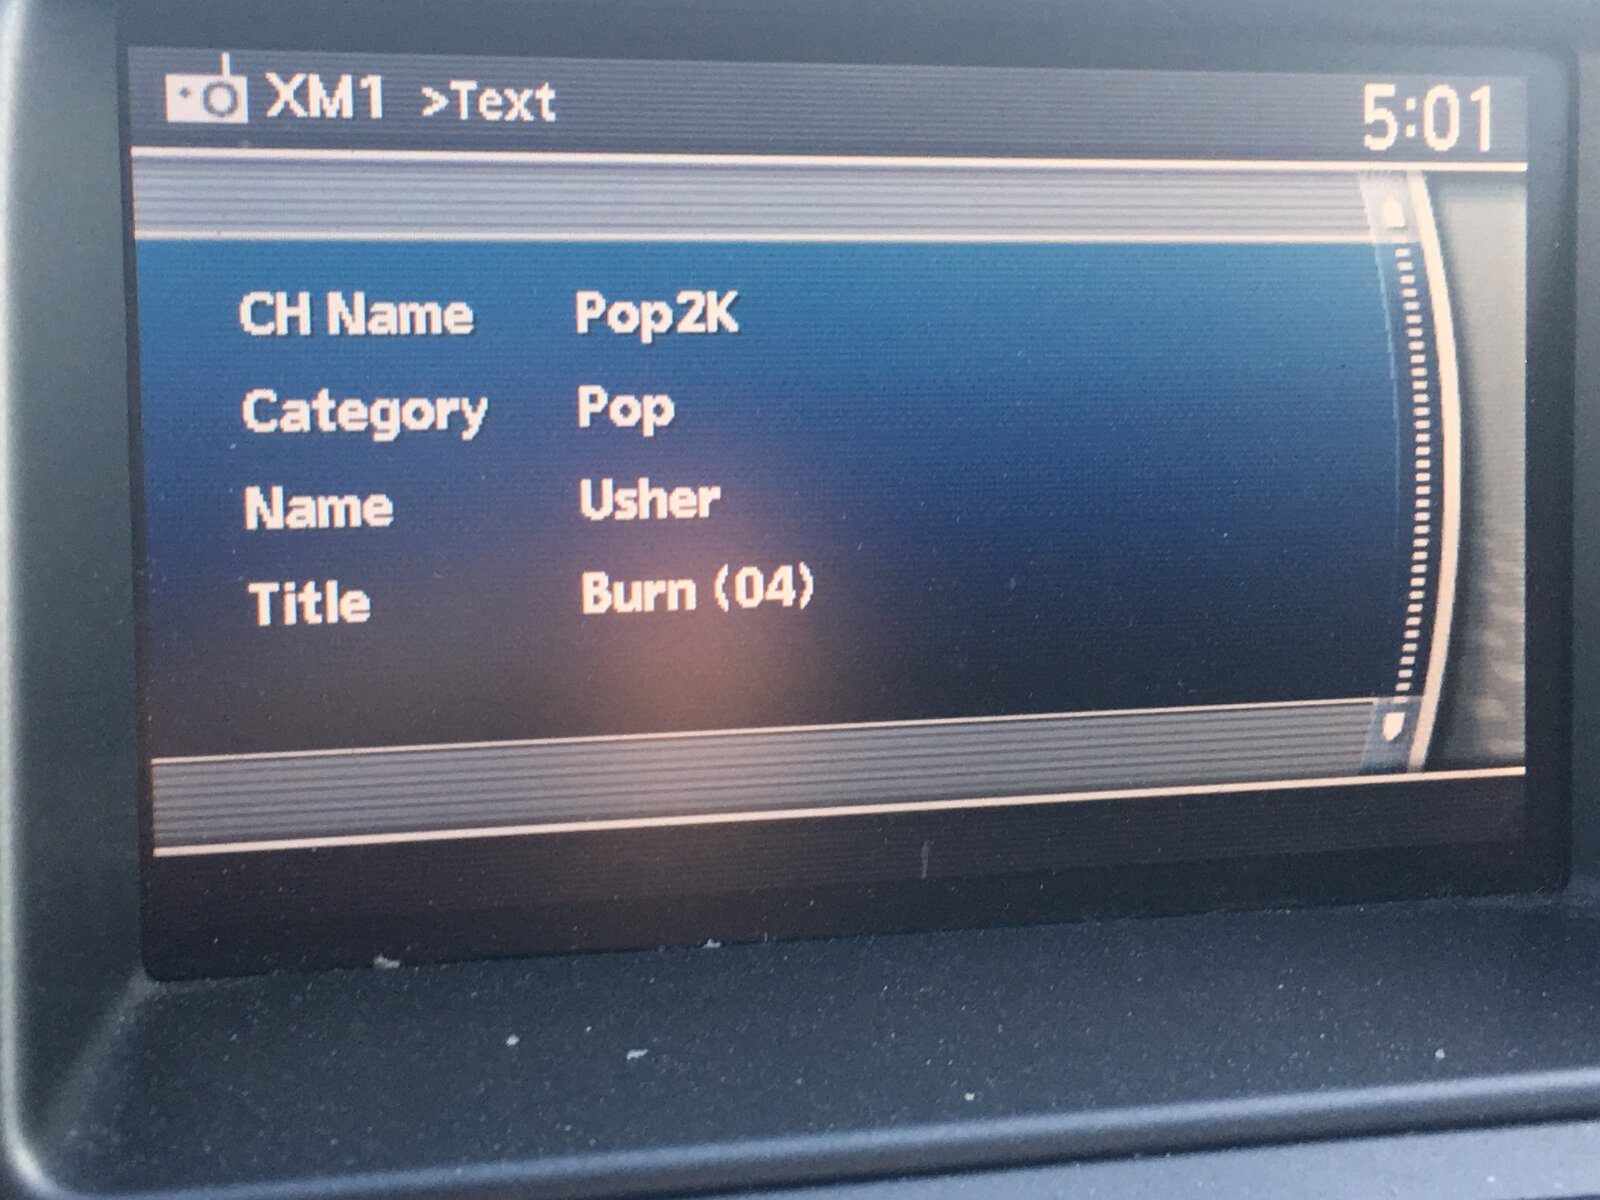 XM1 >Text 5:01
CH Name Pop2K
Category Pop
Name Usher
Title Burn (04)